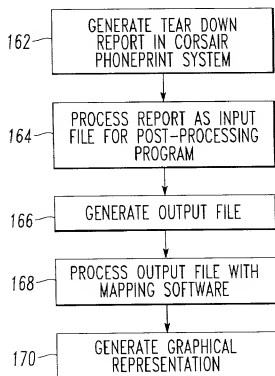 162
GENERATE TEAR DOWN
REPORT IN CORSAIR
PHONEPRINT SYSTEM
164
PROCESS REPORT AS INPUT
FILE FOR POST-PROCESSING
PROGRAM
166
GENERATE OUTPUT FILE
168
PROCESS OUTPUT FILE WITH
MAPPING SOFTWARE
170
GENERATE GRAPHICAL
REPRESENTATION